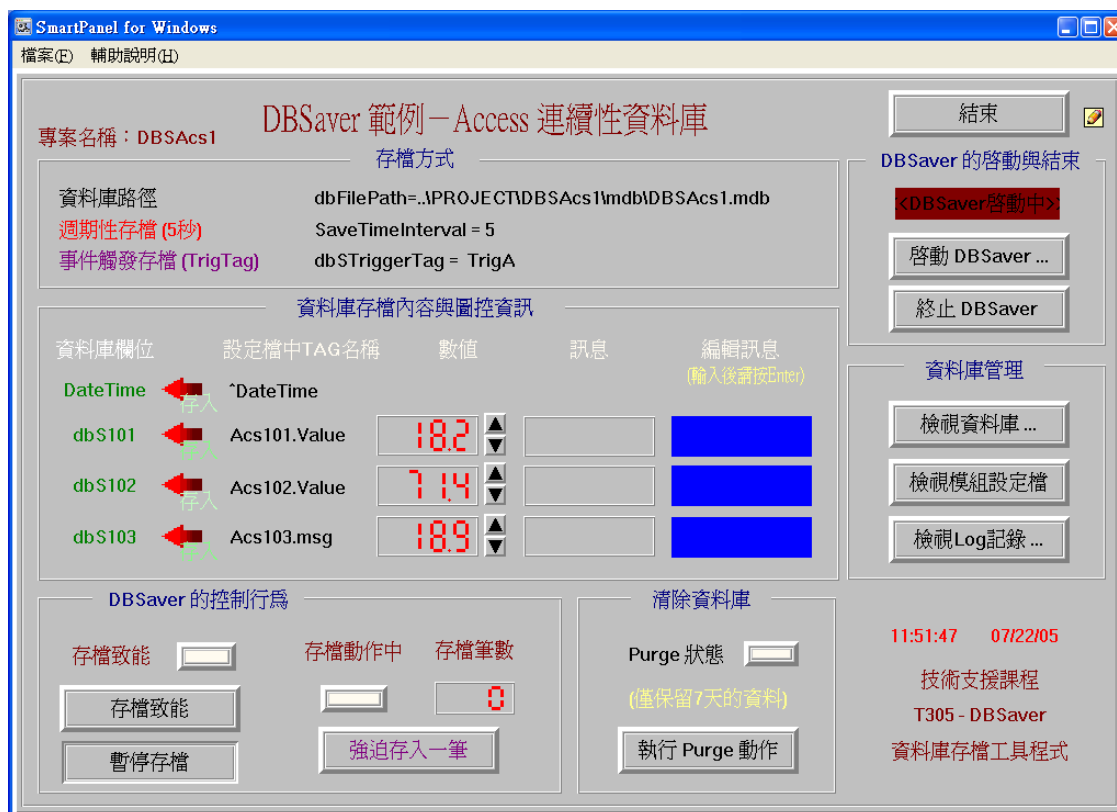 SmartPanel for Windows
檔案(F) 輔助說明(H)
DBSaver 範例－Access 連續性資料庫
結束
專案名稱：DBSAcs1
存檔方式
資料庫路徑 dbFilePath=..\PROJECT\DBSAcs1\mdb\DBSAcs1.mdb
週期性存檔 (5秒) SaveTimeInterval = 5
事件觸發存檔 (TrigTag) dbSTriggerTag = TrigA
DBSaver 的啓動與結束
<DBSaver啓動中>
啓動 DBSaver ...
終止 DBSaver
資料庫存檔內容與圖控資訊
資料庫欄位 設定檔中TAG名稱 數值 訊息 編輯訊息
(輸入後請按Enter)
DateTime 存入 ^DateTime
dbS101 存入 Acs101.Value 18.2
dbS102 存入 Acs102.Value 71.4
dbS103 存入 Acs103.msg 18.9
資料庫管理
檢視資料庫 ...
檢視模組設定檔
檢視Log記錄 ...
DBSaver 的控制行爲
存檔致能 存檔動作中 存檔筆數
存檔致能 0
暫停存檔 強迫存入一筆
清除資料庫
Purge 狀態
(僅保留7天的資料)
執行 Purge 動作
11:51:47 07/22/05
技術支援課程
T305 - DBSaver
資料庫存檔工具程式